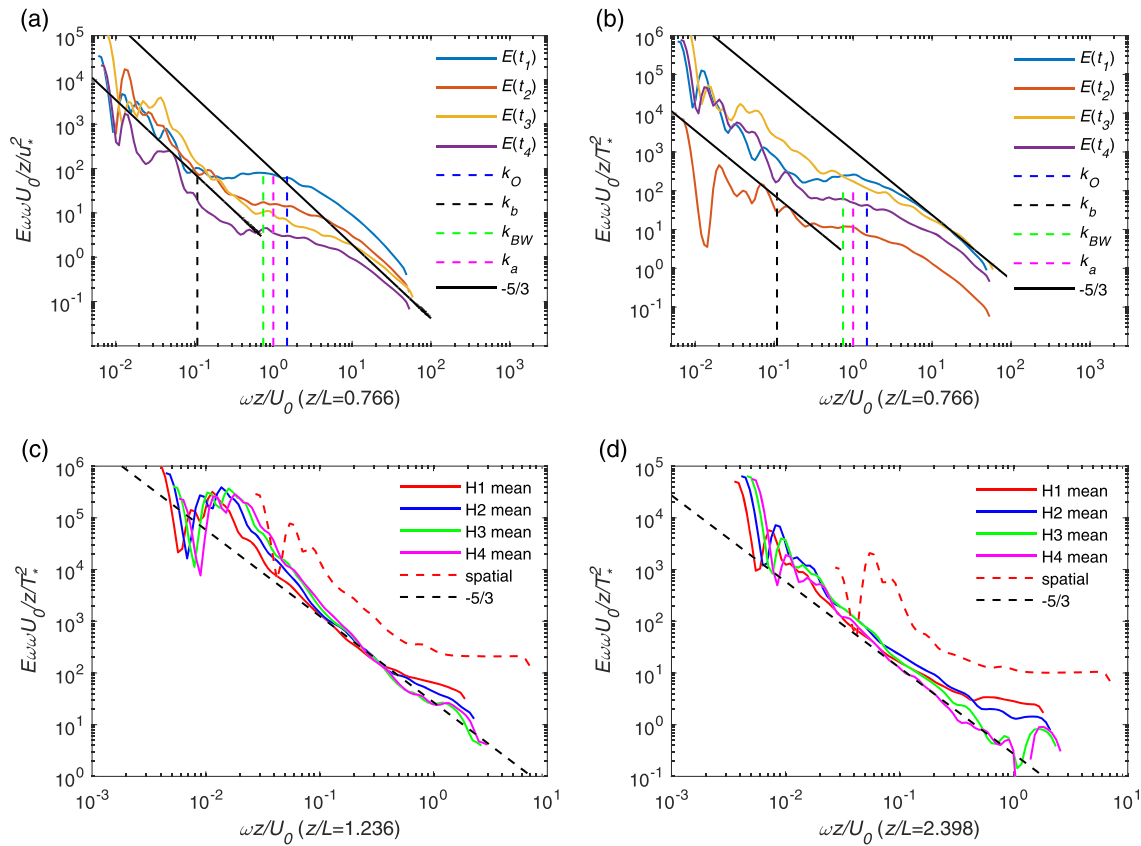 (a)
10^5
10^4
10^3
10^2
10^1
10^0
10^-1
EωωU_0/z/u_*^2
E(t_1)
E(t_2)
E(t_3)
E(t_4)
k_O
k_b
k_BW
k_a
-5/3
10^-2 10^-1 10^0 10^1 10^2 10^3
ωz/U_0 (z/L=0.766)
(b)
10^6
10^5
10^4
10^3
10^2
10^1
10^0
10^-1
EωωU_0/z/T_*^2
E(t_1)
E(t_2)
E(t_3)
E(t_4)
k_O
k_b
k_BW
k_a
-5/3
10^-2 10^-1 10^0 10^1 10^2 10^3
ωz/U_0 (z/L=0.766)
(c)
10^6
10^5
10^4
10^3
10^2
10^1
10^0
EωωU_0/z/T_*^2
H1 mean
H2 mean
H3 mean
H4 mean
spatial
-5/3
10^-3 10^-2 10^-1 10^0 10^1
ωz/U_0 (z/L=1.236)
(d)
10^5
10^4
10^3
10^2
10^1
10^0
10^-1
EωωU_0/z/T_*^2
H1 mean
H2 mean
H3 mean
H4 mean
spatial
-5/3
10^-3 10^-2 10^-1 10^0 10^1
ωz/U_0 (z/L=2.398)